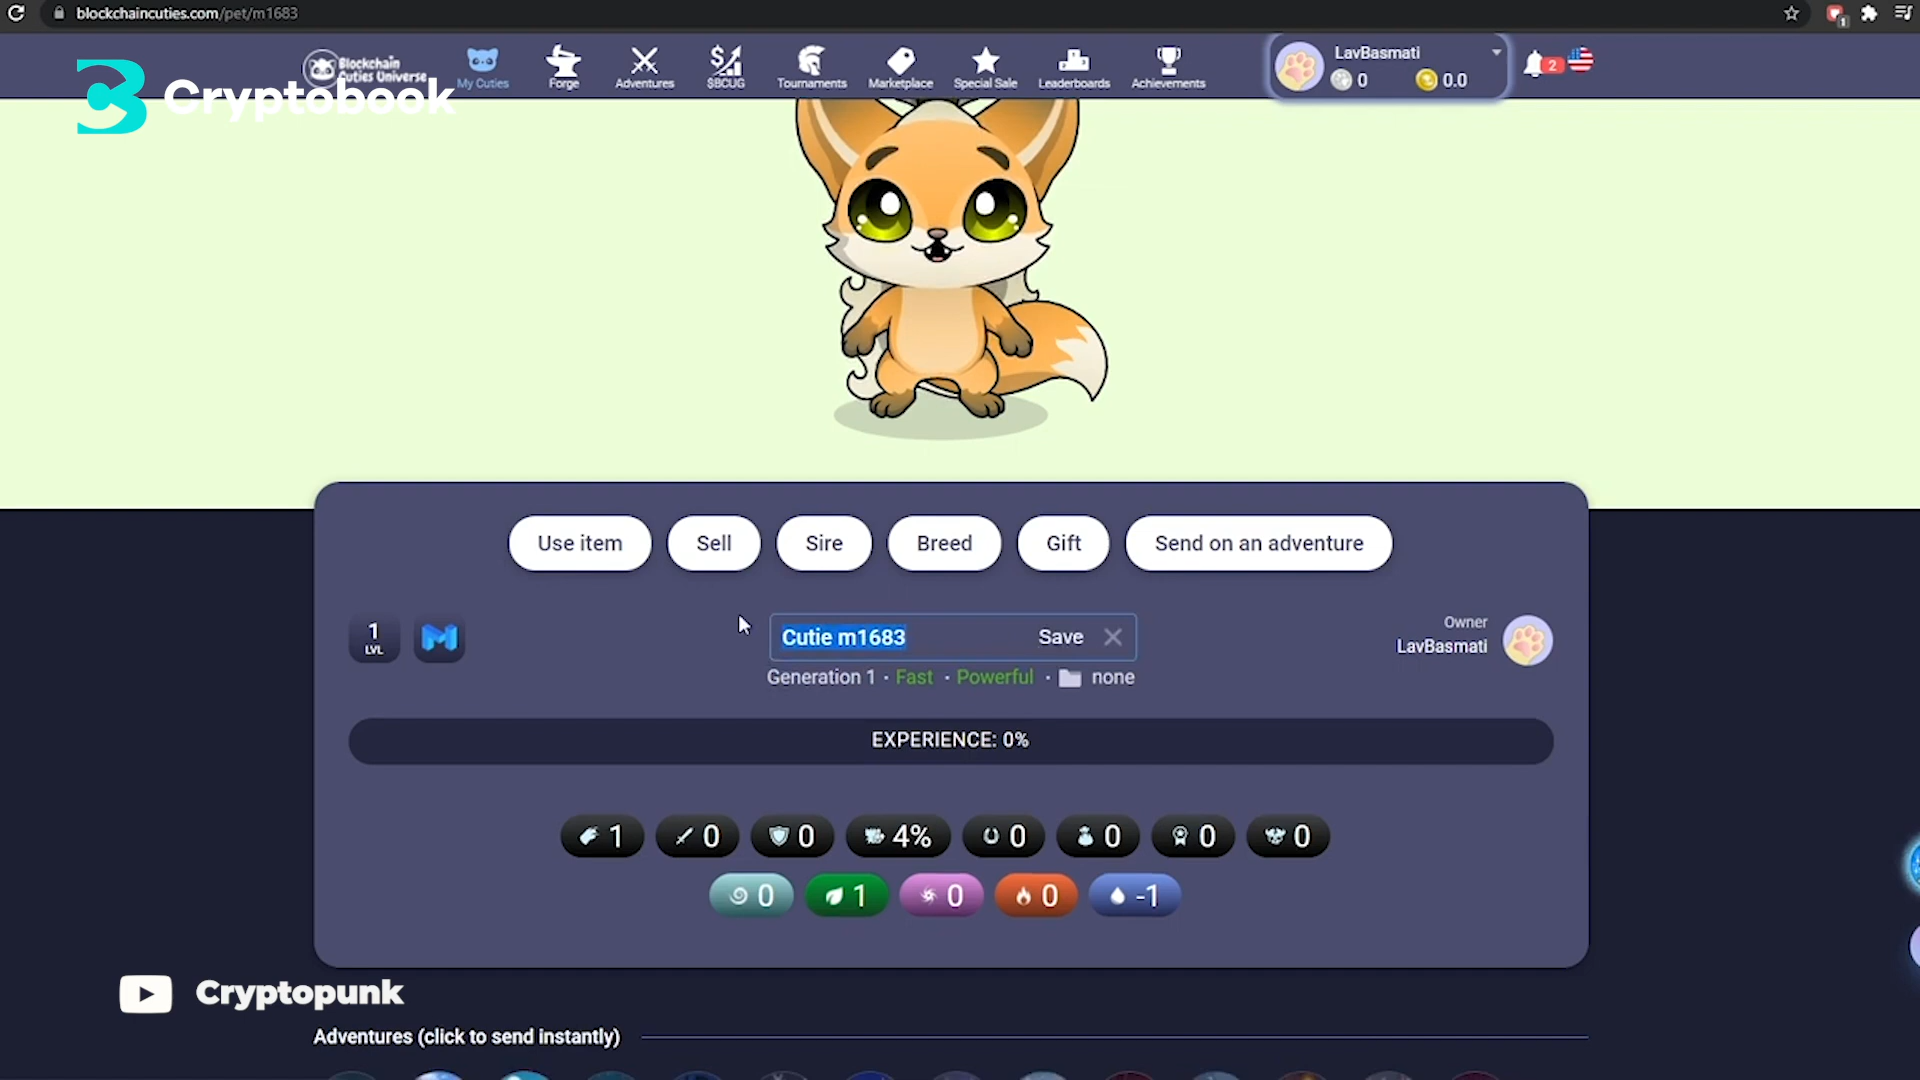 blockchaincuties.com/pet/m1683
1
Blockchain
Cuties Universe
My Cuties
Forge
Adventures
$BCUG
Tournaments
Marketplace
Special Sale
Leaderboards
Achievements
LavBasmati
0
0.0
2
Cryptobook
Use item
Sell
Sire
Breed
Gift
Send on an adventure
1
LVL
Cutie m1683
Save
Owner
LavBasmati
Generation 1 · Fast · Powerful · none
EXPERIENCE: 0%
1 0 0 4% 0 0 0 0
0 1 0 0 -1
Cryptopunk
Adventures (click to send instantly)